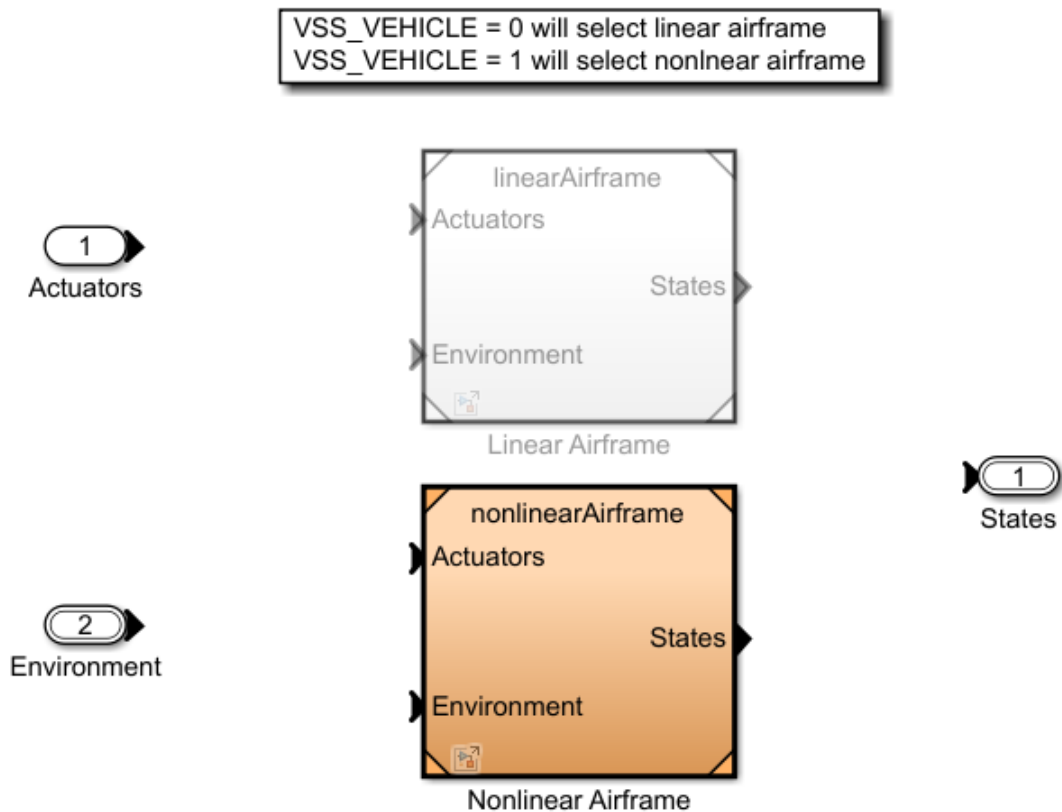 VSS_VEHICLE = 0 will select linear airframe
VSS_VEHICLE = 1 will select nonlnear airframe
linearAirframe
Actuators
States
Environment
Linear Airframe
1
Actuators
nonlinearAirframe
Actuators
States
Environment
Nonlinear Airframe
2
Environment
1
States